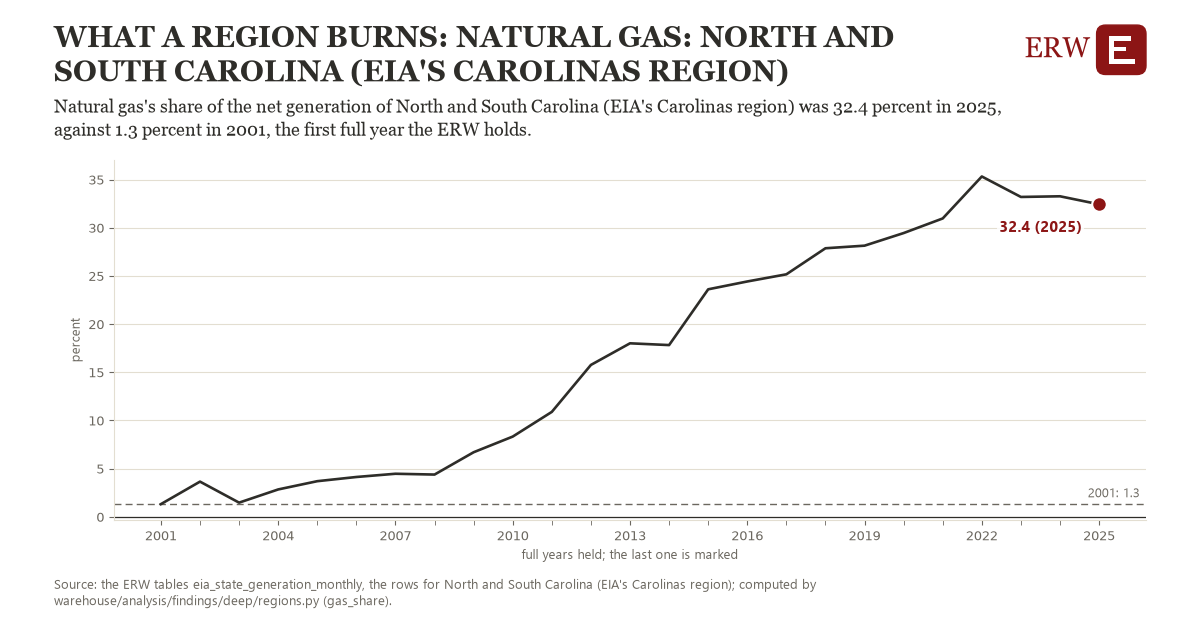 WHAT A REGION BURNS: NATURAL GAS: NORTH AND
SOUTH CAROLINA (EIA'S CAROLINAS REGION)
ERW
E
Natural gas's share of the net generation of North and South Carolina (EIA's Carolinas region) was 32.4 percent in 2025,
against 1.3 percent in 2001, the first full year the ERW holds.
35
30
25
20
15
10
5
0
percent
32.4 (2025)
2001: 1.3
2001 2004 2007 2010 2013 2016 2019 2022 2025
full years held; the last one is marked
Source: the ERW tables eia_state_generation_monthly, the rows for North and South Carolina (EIA's Carolinas region); computed by
warehouse/analysis/findings/deep/regions.py (gas_share).